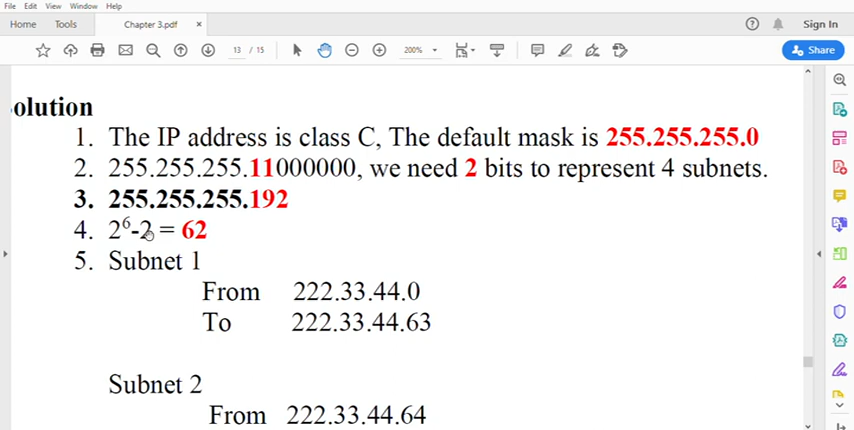 File Edit View Window Help
Home Tools Chapter 3.pdf × Sign In
13 / 15 200% Share
olution
1. The IP address is class C, The default mask is 255.255.255.0
2. 255.255.255.11000000, we need 2 bits to represent 4 subnets.
3. 255.255.255.192
4. 2⁶-2 = 62
5. Subnet 1
From 222.33.44.0
To 222.33.44.63
Subnet 2
From 222.33.44.64